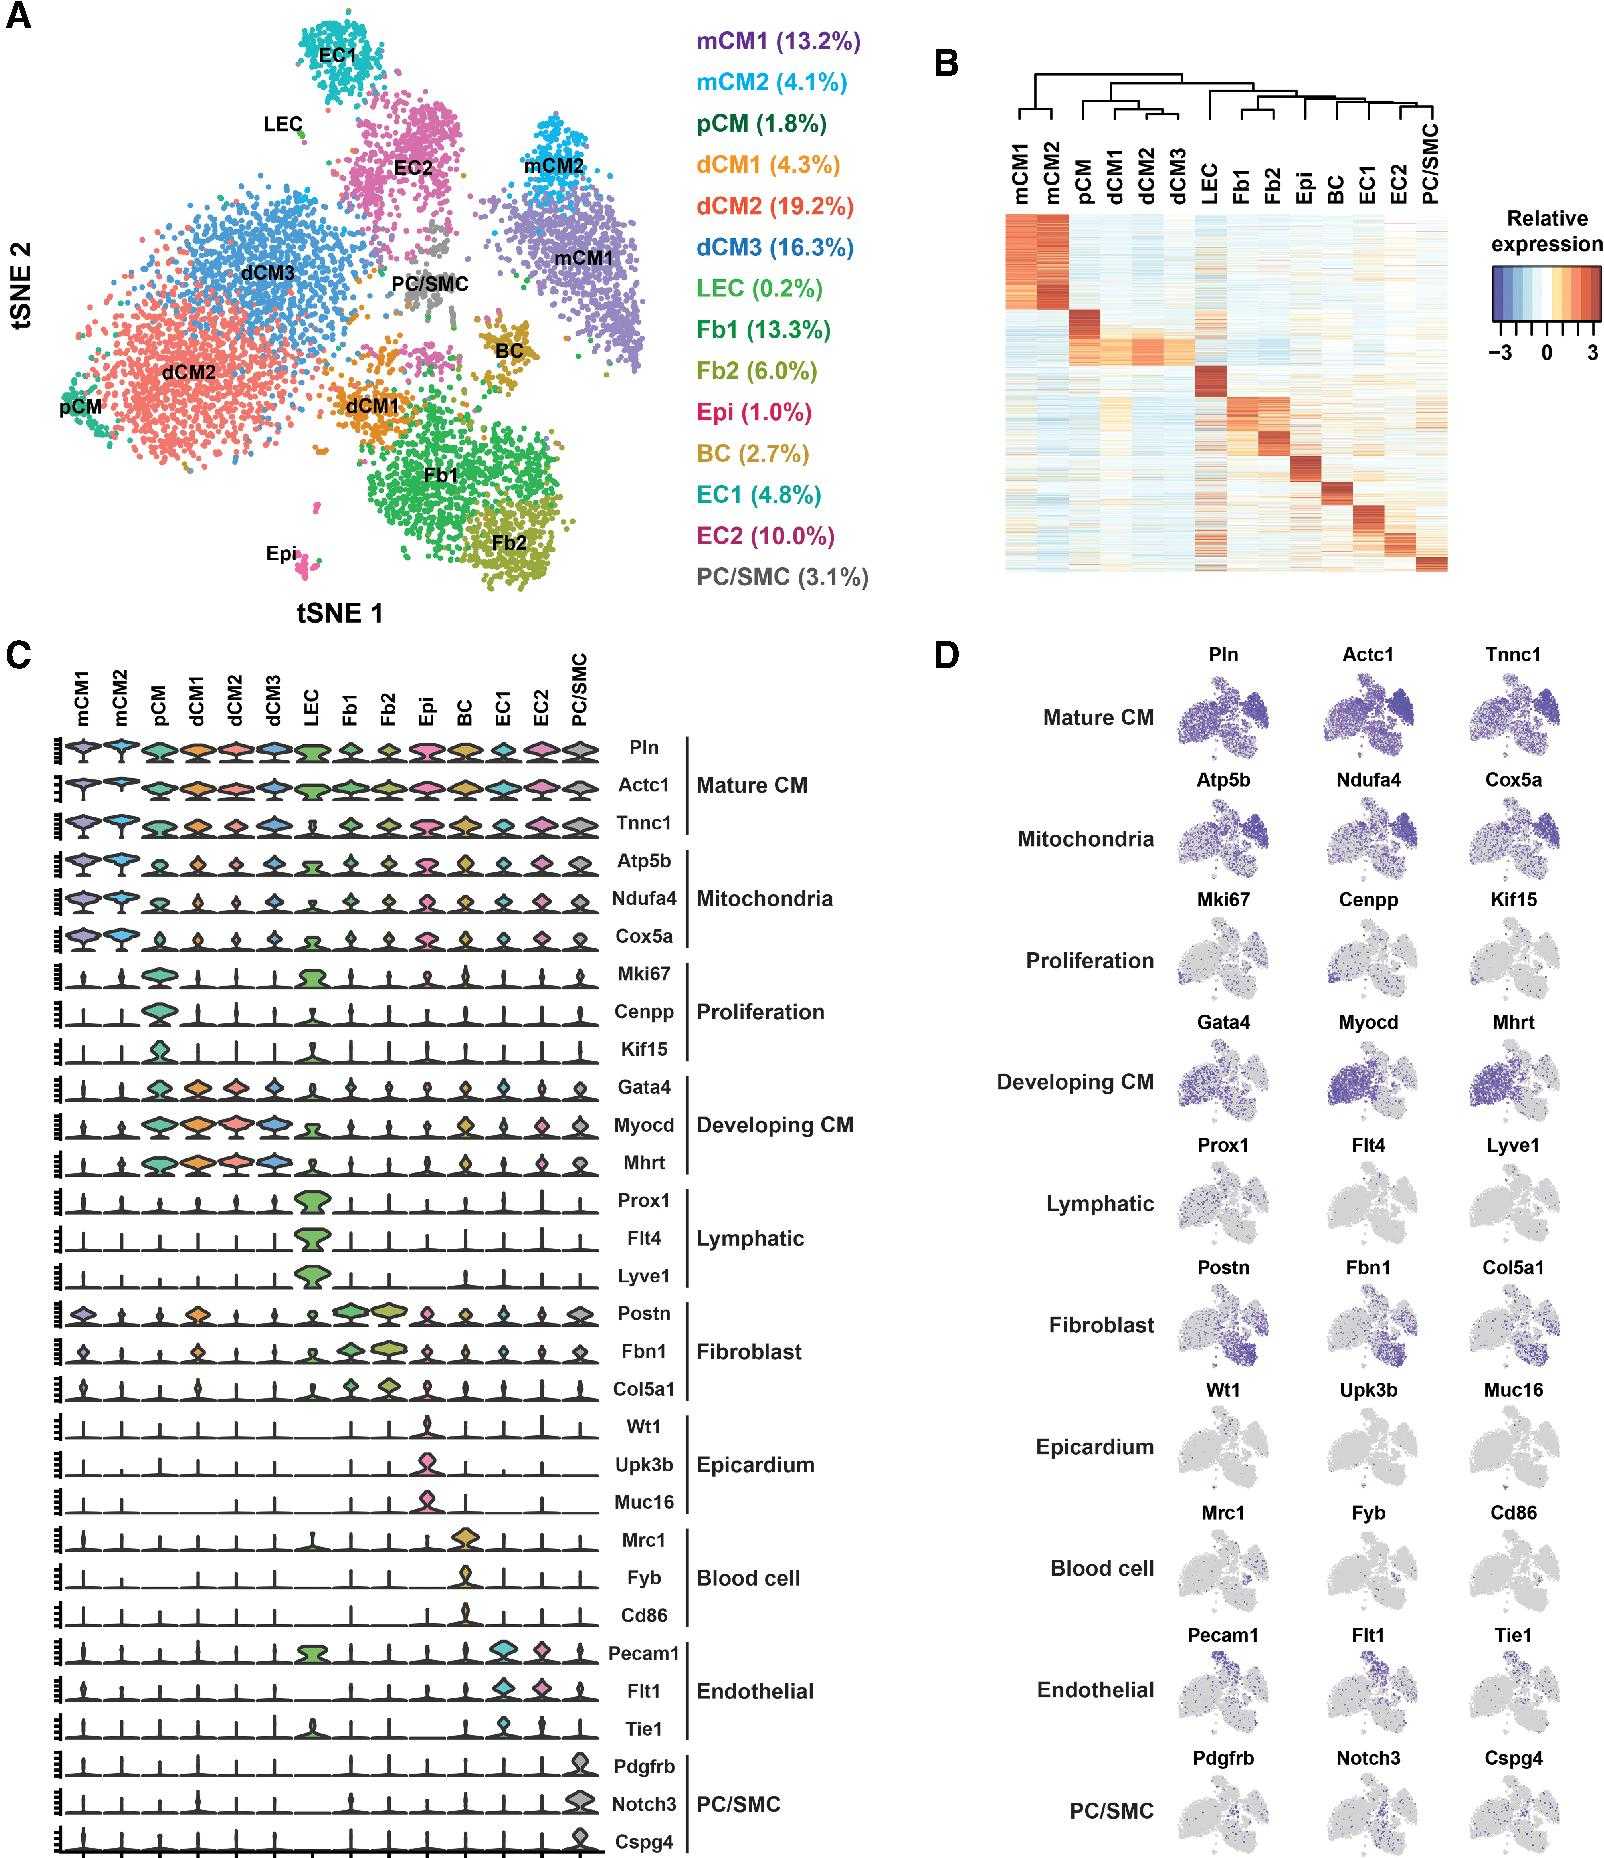 A
EC1
LEC
EC2
mCM2
dCM3
mCM1
PC/SMC
BC
dCM2
dCM1
pCM
Fb1
Fb2
Epi
tSNE 2
tSNE 1
mCM1 (13.2%)
mCM2 (4.1%)
pCM (1.8%)
dCM1 (4.3%)
dCM2 (19.2%)
dCM3 (16.3%)
LEC (0.2%)
Fb1 (13.3%)
Fb2 (6.0%)
Epi (1.0%)
BC (2.7%)
EC1 (4.8%)
EC2 (10.0%)
PC/SMC (3.1%)
B
mCM1 mCM2 pCM dCM1 dCM2 dCM3 LEC Fb1 Fb2 Epi BC EC1 EC2 PC/SMC
Relative
expression
−3 0 3
C
mCM1 mCM2 pCM dCM1 dCM2 dCM3 LEC Fb1 Fb2 Epi BC EC1 EC2 PC/SMC
Pln
Actc1
Tnnc1
Mature CM
Atp5b
Ndufa4
Cox5a
Mitochondria
Mki67
Cenpp
Kif15
Proliferation
Gata4
Myocd
Mhrt
Developing CM
Prox1
Flt4
Lyve1
Lymphatic
Postn
Fbn1
Col5a1
Fibroblast
Wt1
Upk3b
Muc16
Epicardium
Mrc1
Fyb
Cd86
Blood cell
Pecam1
Flt1
Tie1
Endothelial
Pdgfrb
Notch3
Cspg4
PC/SMC
D
Pln Actc1 Tnnc1
Mature CM
Atp5b Ndufa4 Cox5a
Mitochondria
Mki67 Cenpp Kif15
Proliferation
Gata4 Myocd Mhrt
Developing CM
Prox1 Flt4 Lyve1
Lymphatic
Postn Fbn1 Col5a1
Fibroblast
Wt1 Upk3b Muc16
Epicardium
Mrc1 Fyb Cd86
Blood cell
Pecam1 Flt1 Tie1
Endothelial
Pdgfrb Notch3 Cspg4
PC/SMC